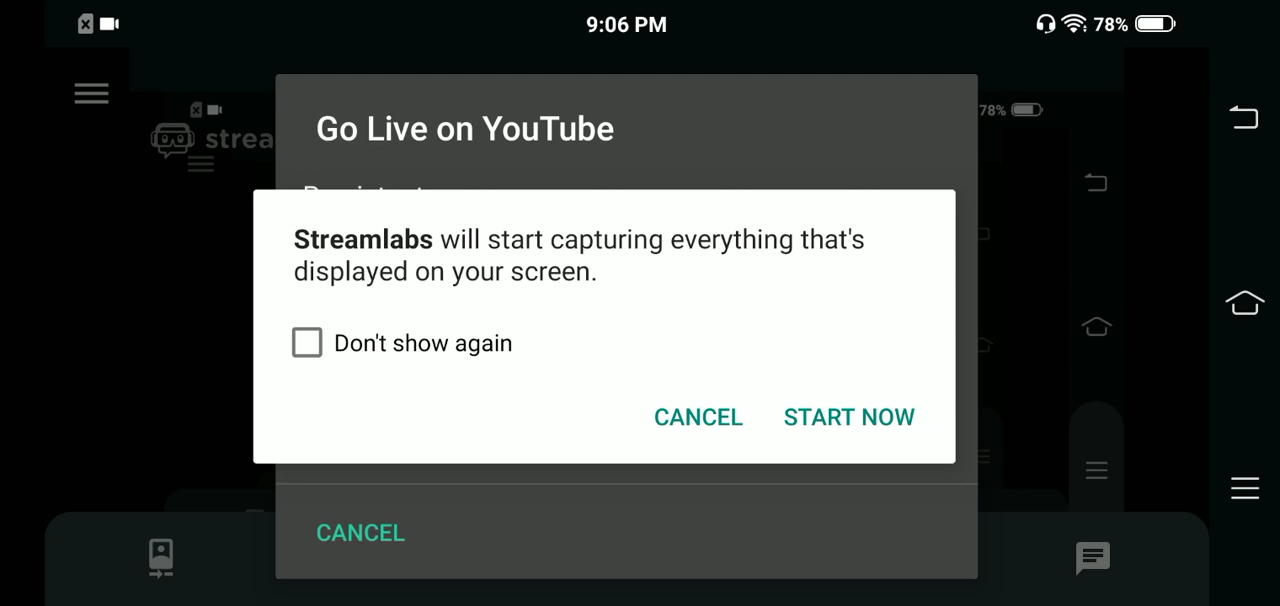 9:06 PM
78%
78%
strea
Go Live on YouTube
Streamlabs will start capturing everything that's
displayed on your screen.
Don't show again
CANCEL
START NOW
CANCEL